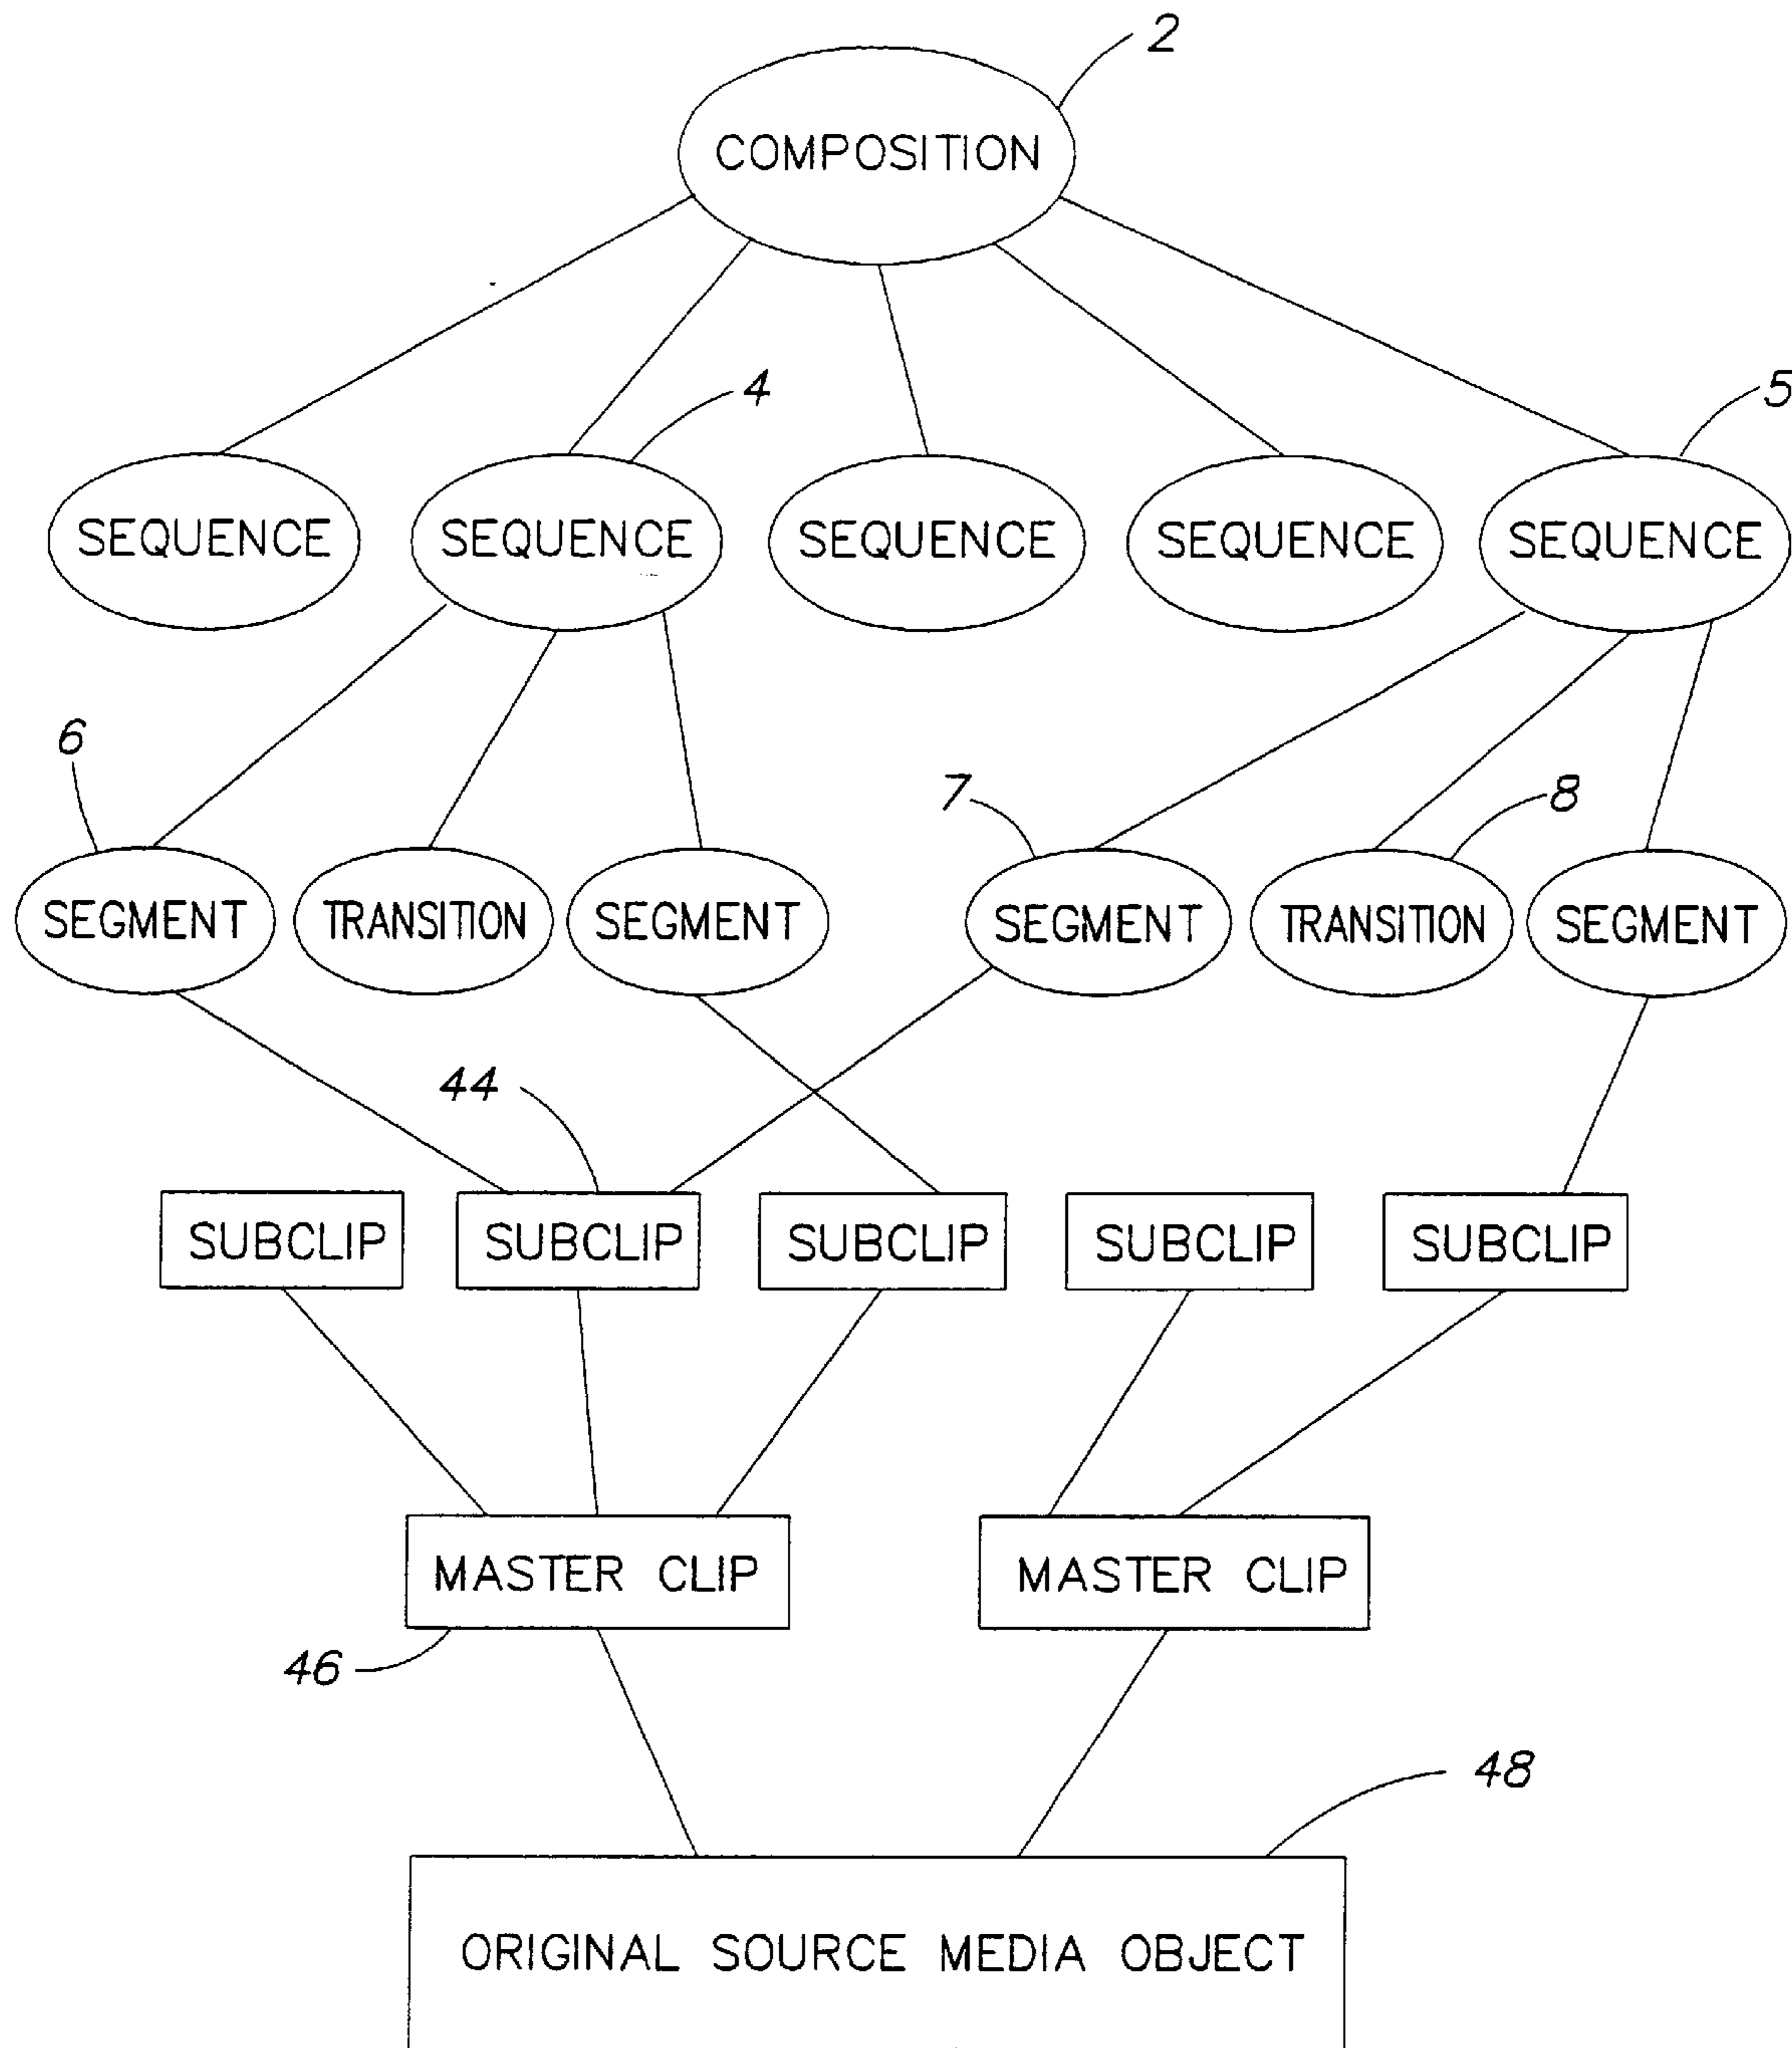 2
COMPOSITION
4
5
SEQUENCE SEQUENCE SEQUENCE SEQUENCE SEQUENCE
6
7
8
SEGMENT TRANSITION SEGMENT SEGMENT TRANSITION SEGMENT
44
SUBCLIP SUBCLIP SUBCLIP SUBCLIP SUBCLIP
MASTER CLIP MASTER CLIP
46
48
ORIGINAL SOURCE MEDIA OBJECT